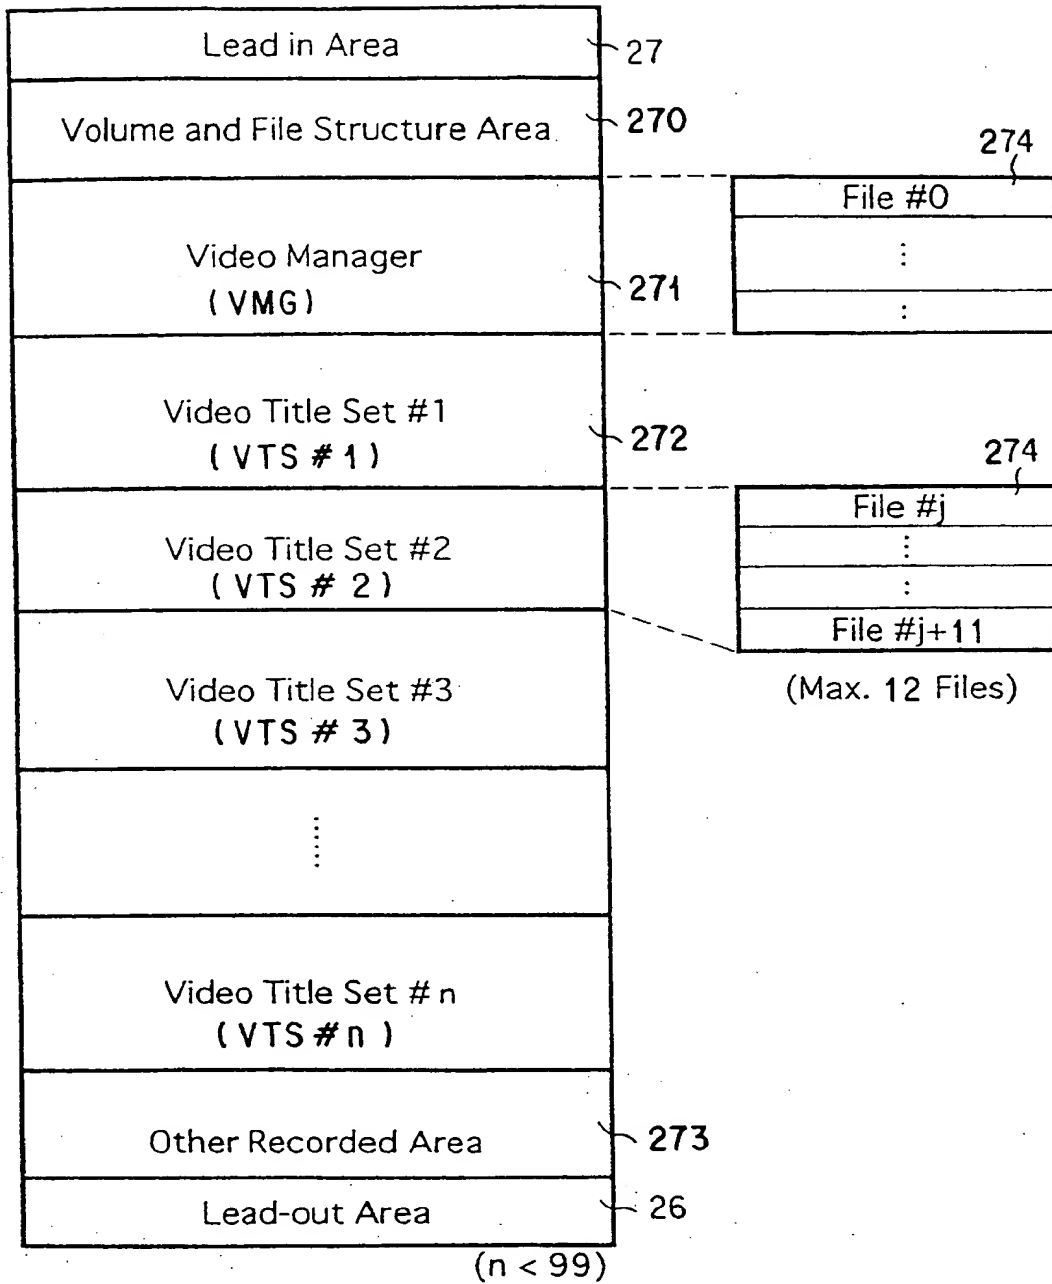 Lead in Area
27
Volume and File Structure Area
270
274
File #0
Video Manager
(VMG)
271
Video Title Set #1
(VTS #1)
272
274
File #j
Video Title Set #2
(VTS # 2)
File #j+11
(Max. 12 Files)
Video Title Set #3
(VTS # 3)
Video Title Set #n
(VTS #n )
Other Recorded Area
273
Lead-out Area
26
(n < 99)